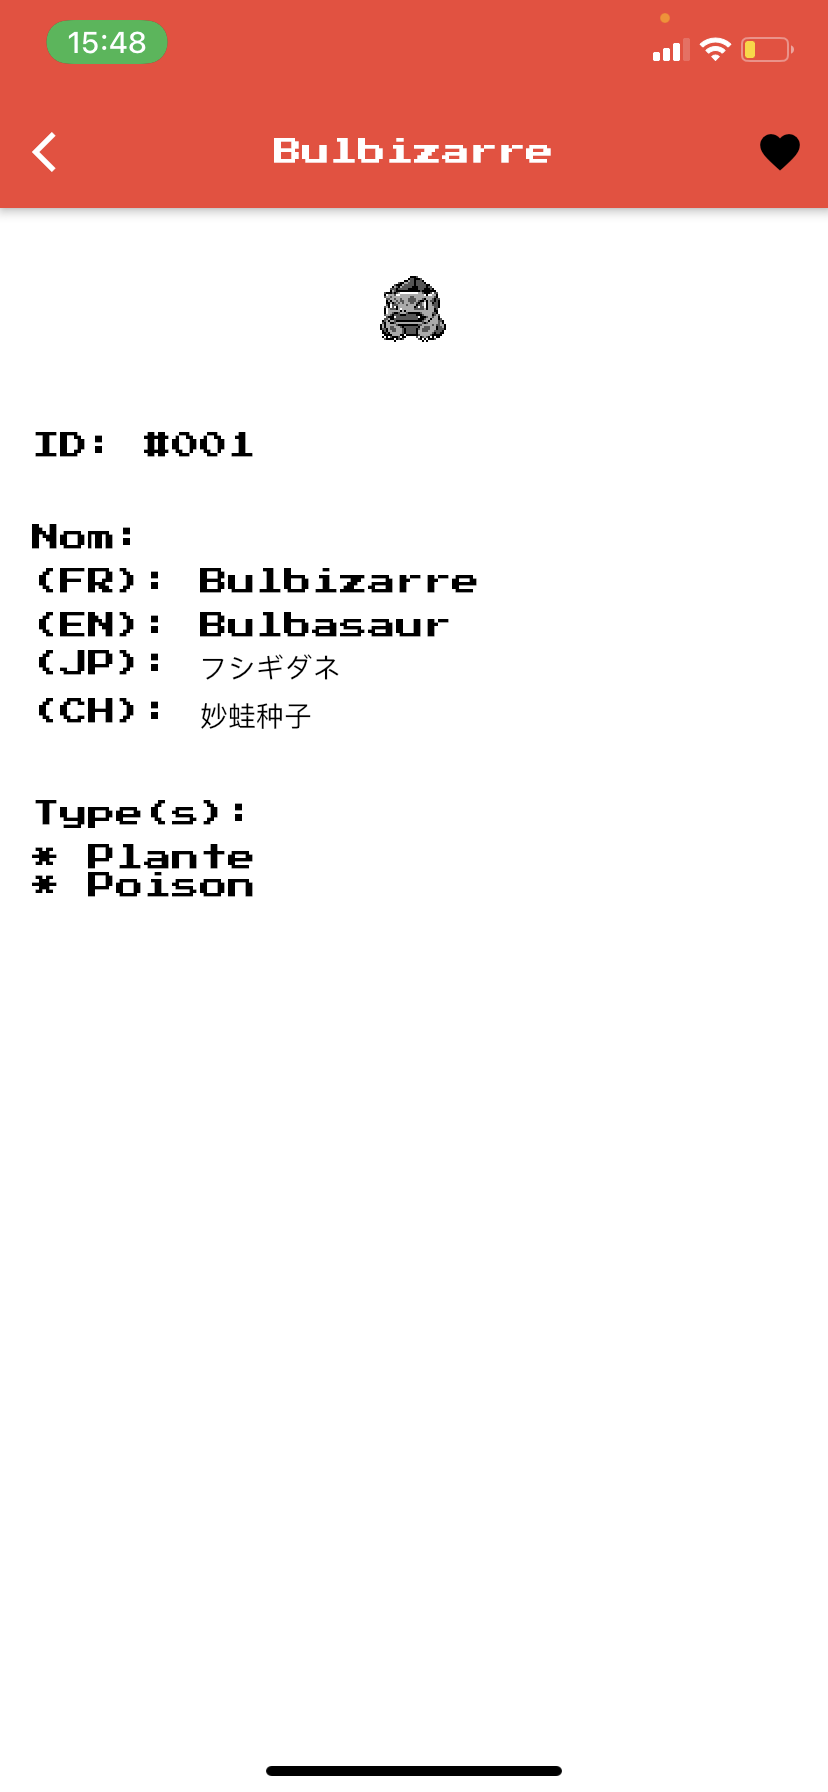 15:48
Bulbizarre
ID: #001
Nom:
(FR): Bulbizarre
(EN): Bulbasaur
(JP): フシギダネ
(CH): 妙蛙种子
Type(s):
* Plante
* Poison